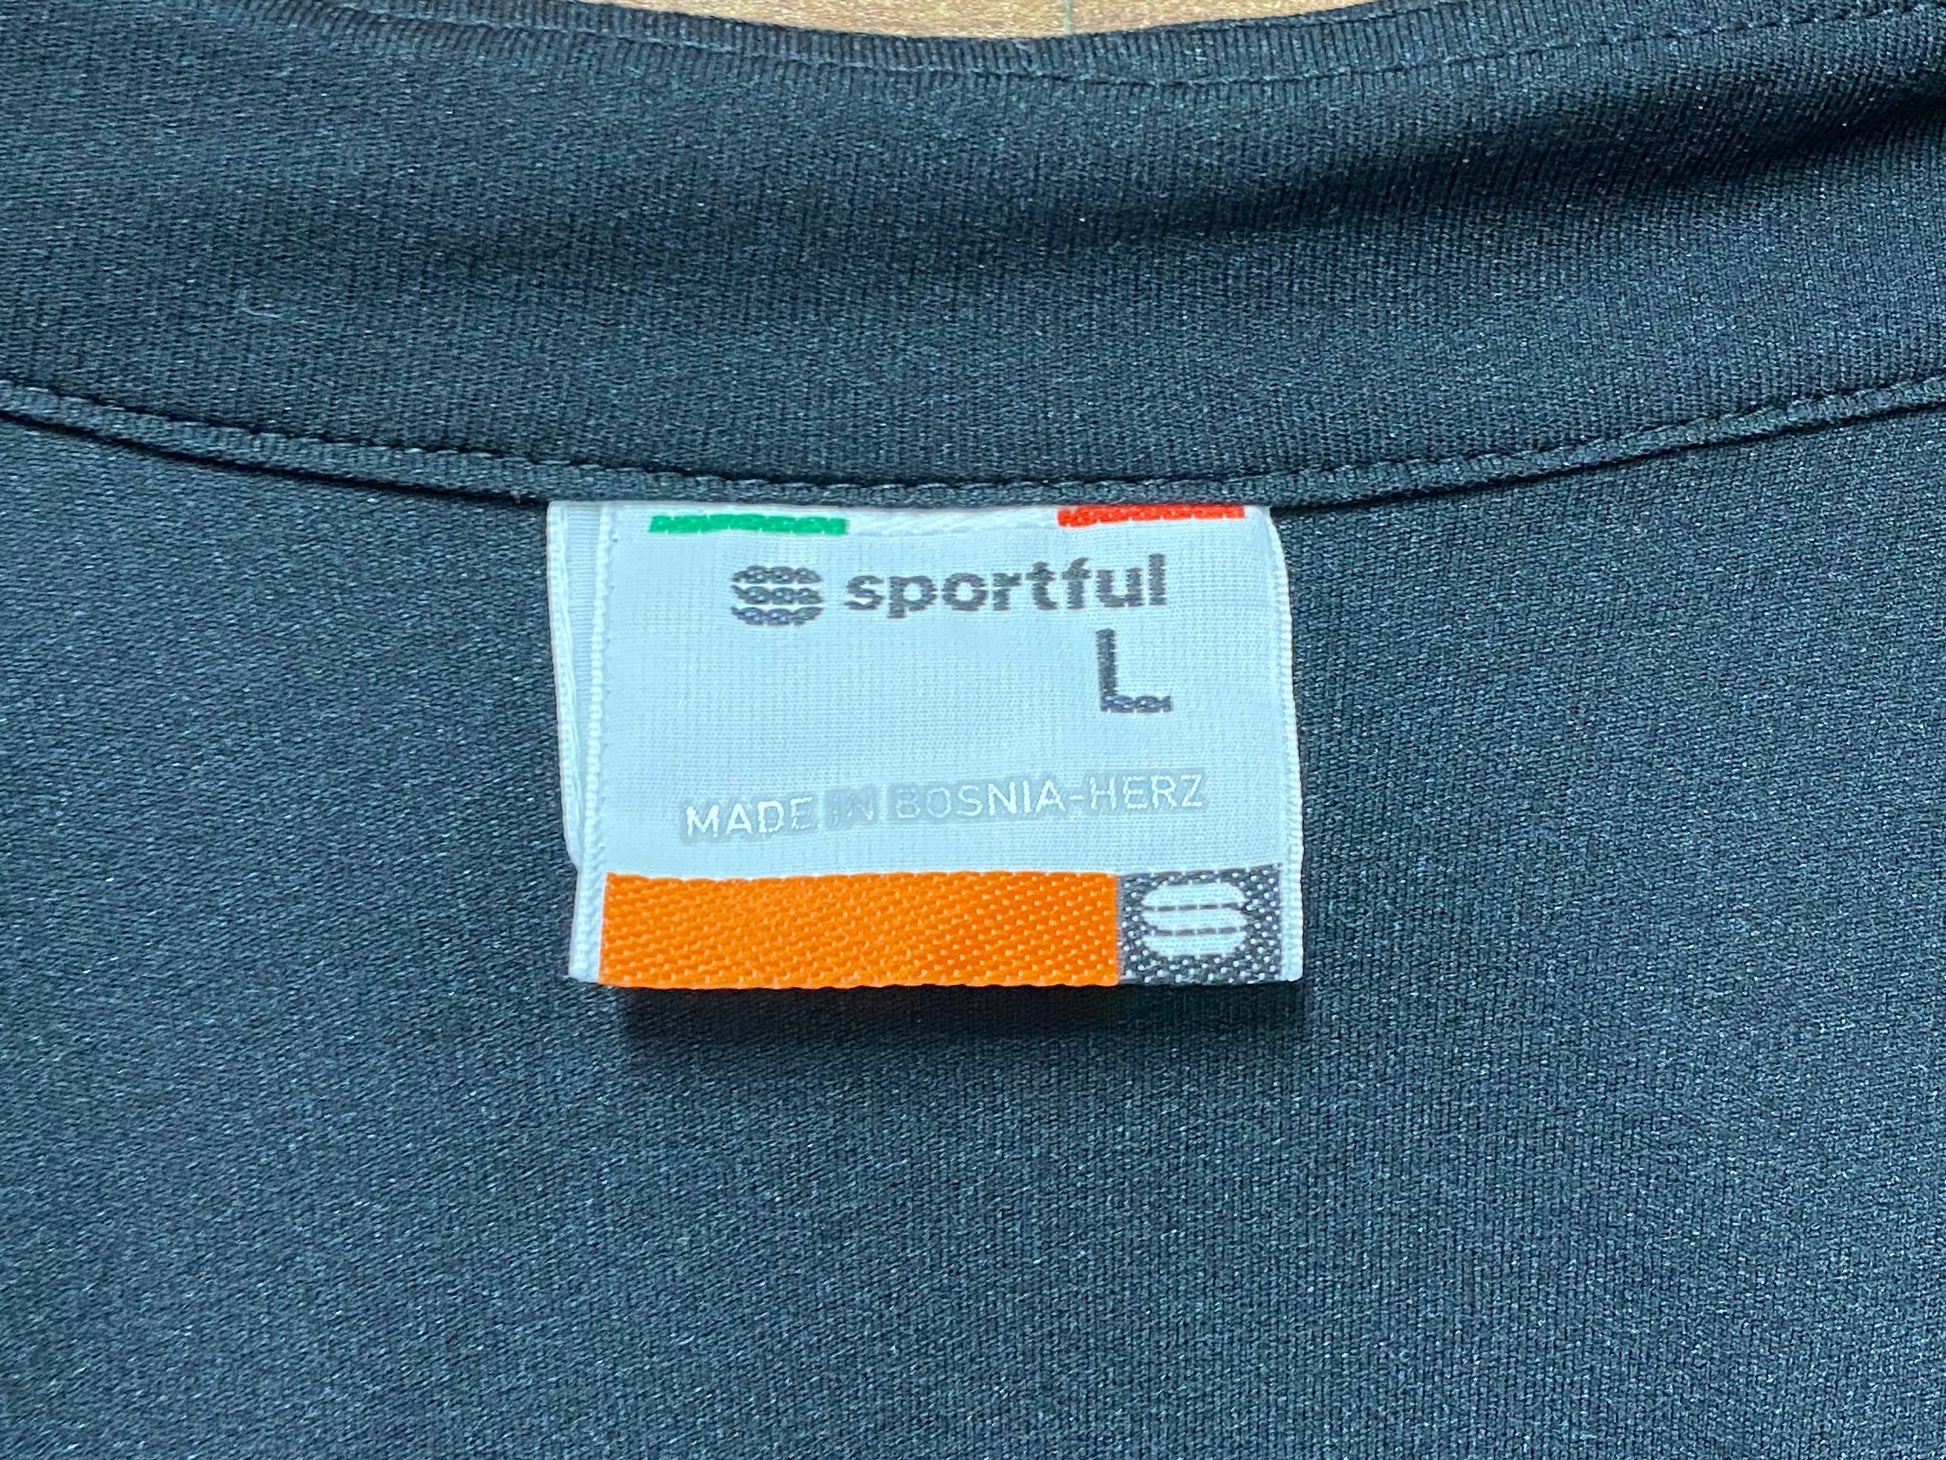 sportful
L
MADE IN BOSNIA-HERZ